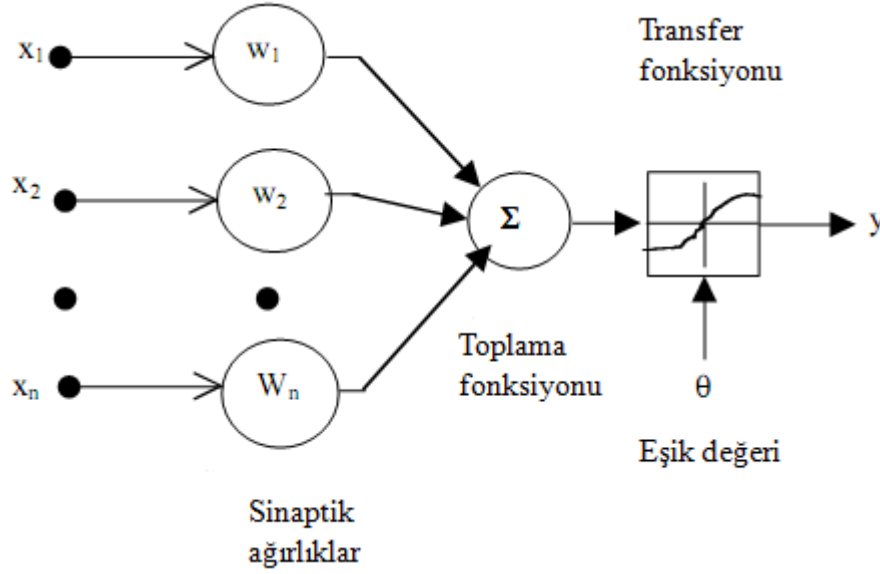 x1
w1
Transfer
fonksiyonu
x2
w2
Σ
y
xn
Wn
Toplama
fonksiyonu
θ
Eşik değeri
Sinaptik
ağırlıklar